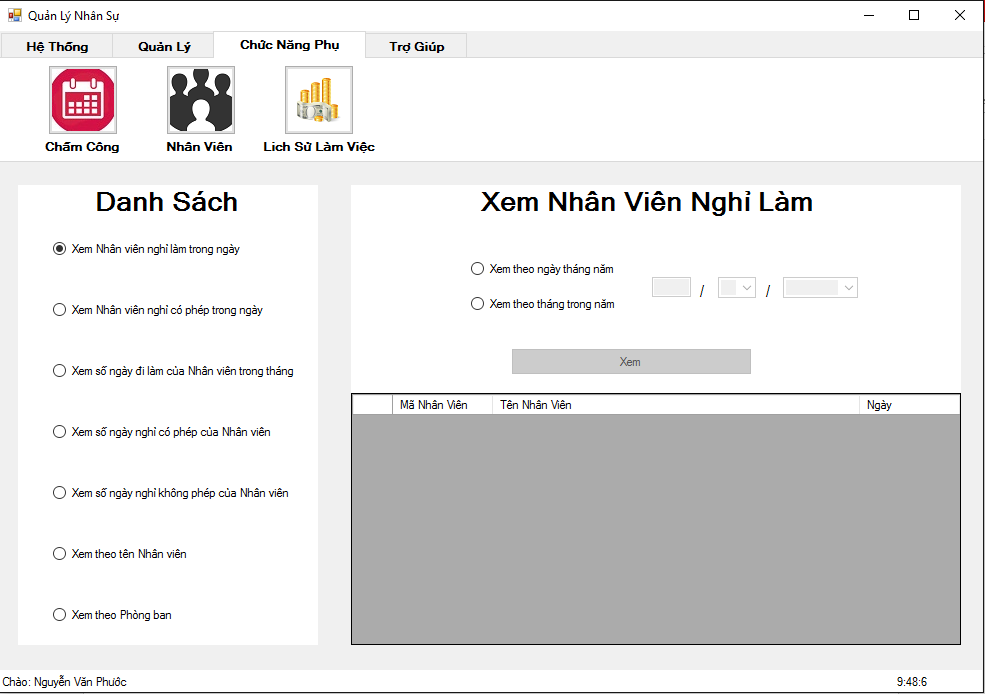 Quản Lý Nhân Sự
Hệ Thống Quản Lý Chức Năng Phụ Trợ Giúp
Chấm Công Nhân Viên Lich Sử Làm Việc
Danh Sách
Xem Nhân viên nghỉ làm trong ngày
Xem Nhân viên nghỉ có phép trong ngày
Xem số ngày đi làm của Nhân viên trong tháng
Xem số ngày nghỉ có phép của Nhân viên
Xem số ngày nghỉ không phép của Nhân viên
Xem theo tên Nhân viên
Xem theo Phòng ban
Xem Nhân Viên Nghỉ Làm
Xem theo ngày tháng năm
Xem theo tháng trong năm
/ /
Xem
Mã Nhân Viên Tên Nhân Viên Ngày
Chào: Nguyễn Văn Phước 9:48:6